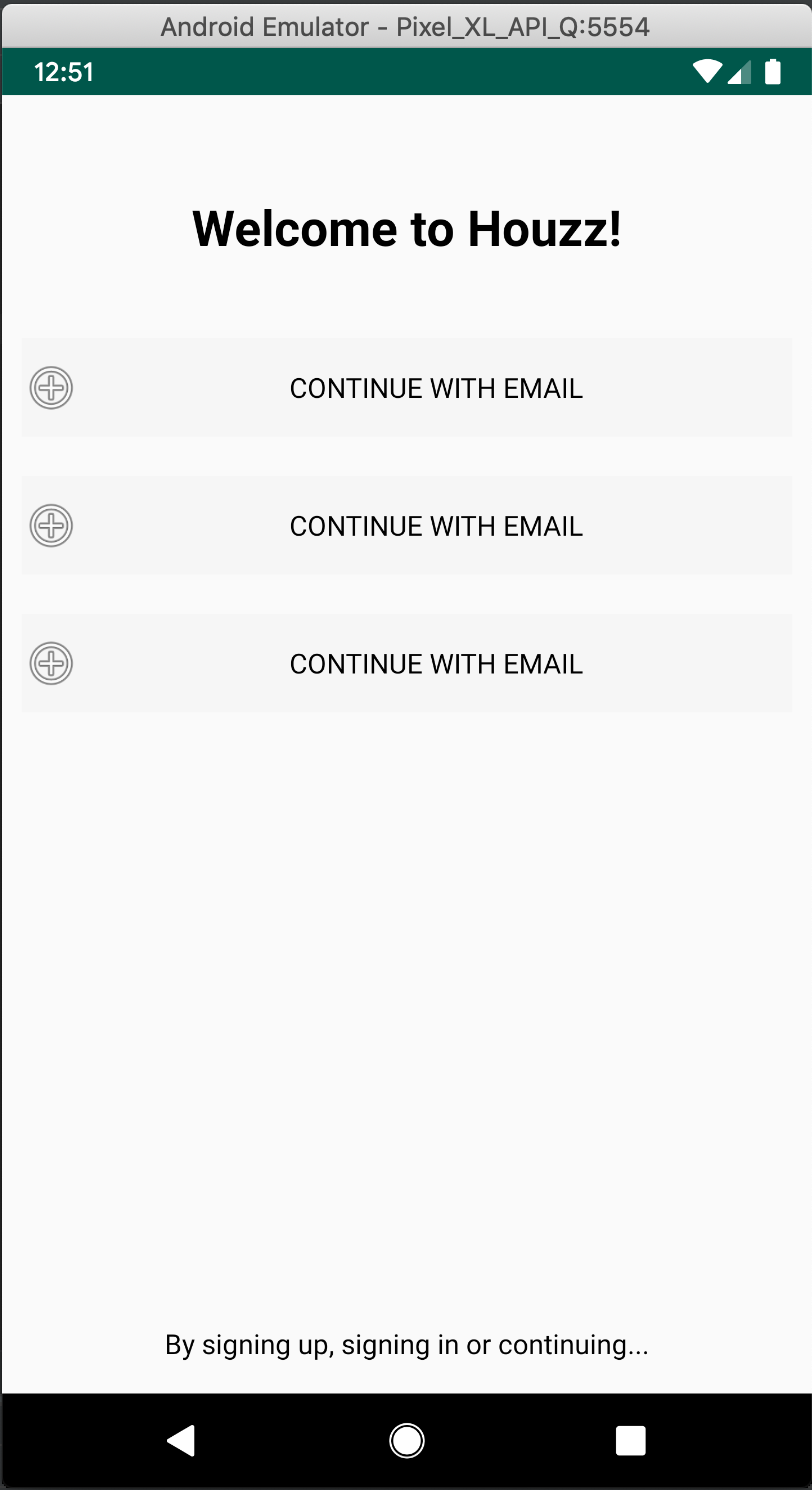 Android Emulator - Pixel_XL_API_Q:5554
12:51
Welcome to Houzz!
CONTINUE WITH EMAIL
CONTINUE WITH EMAIL
CONTINUE WITH EMAIL
By signing up, signing in or continuing...